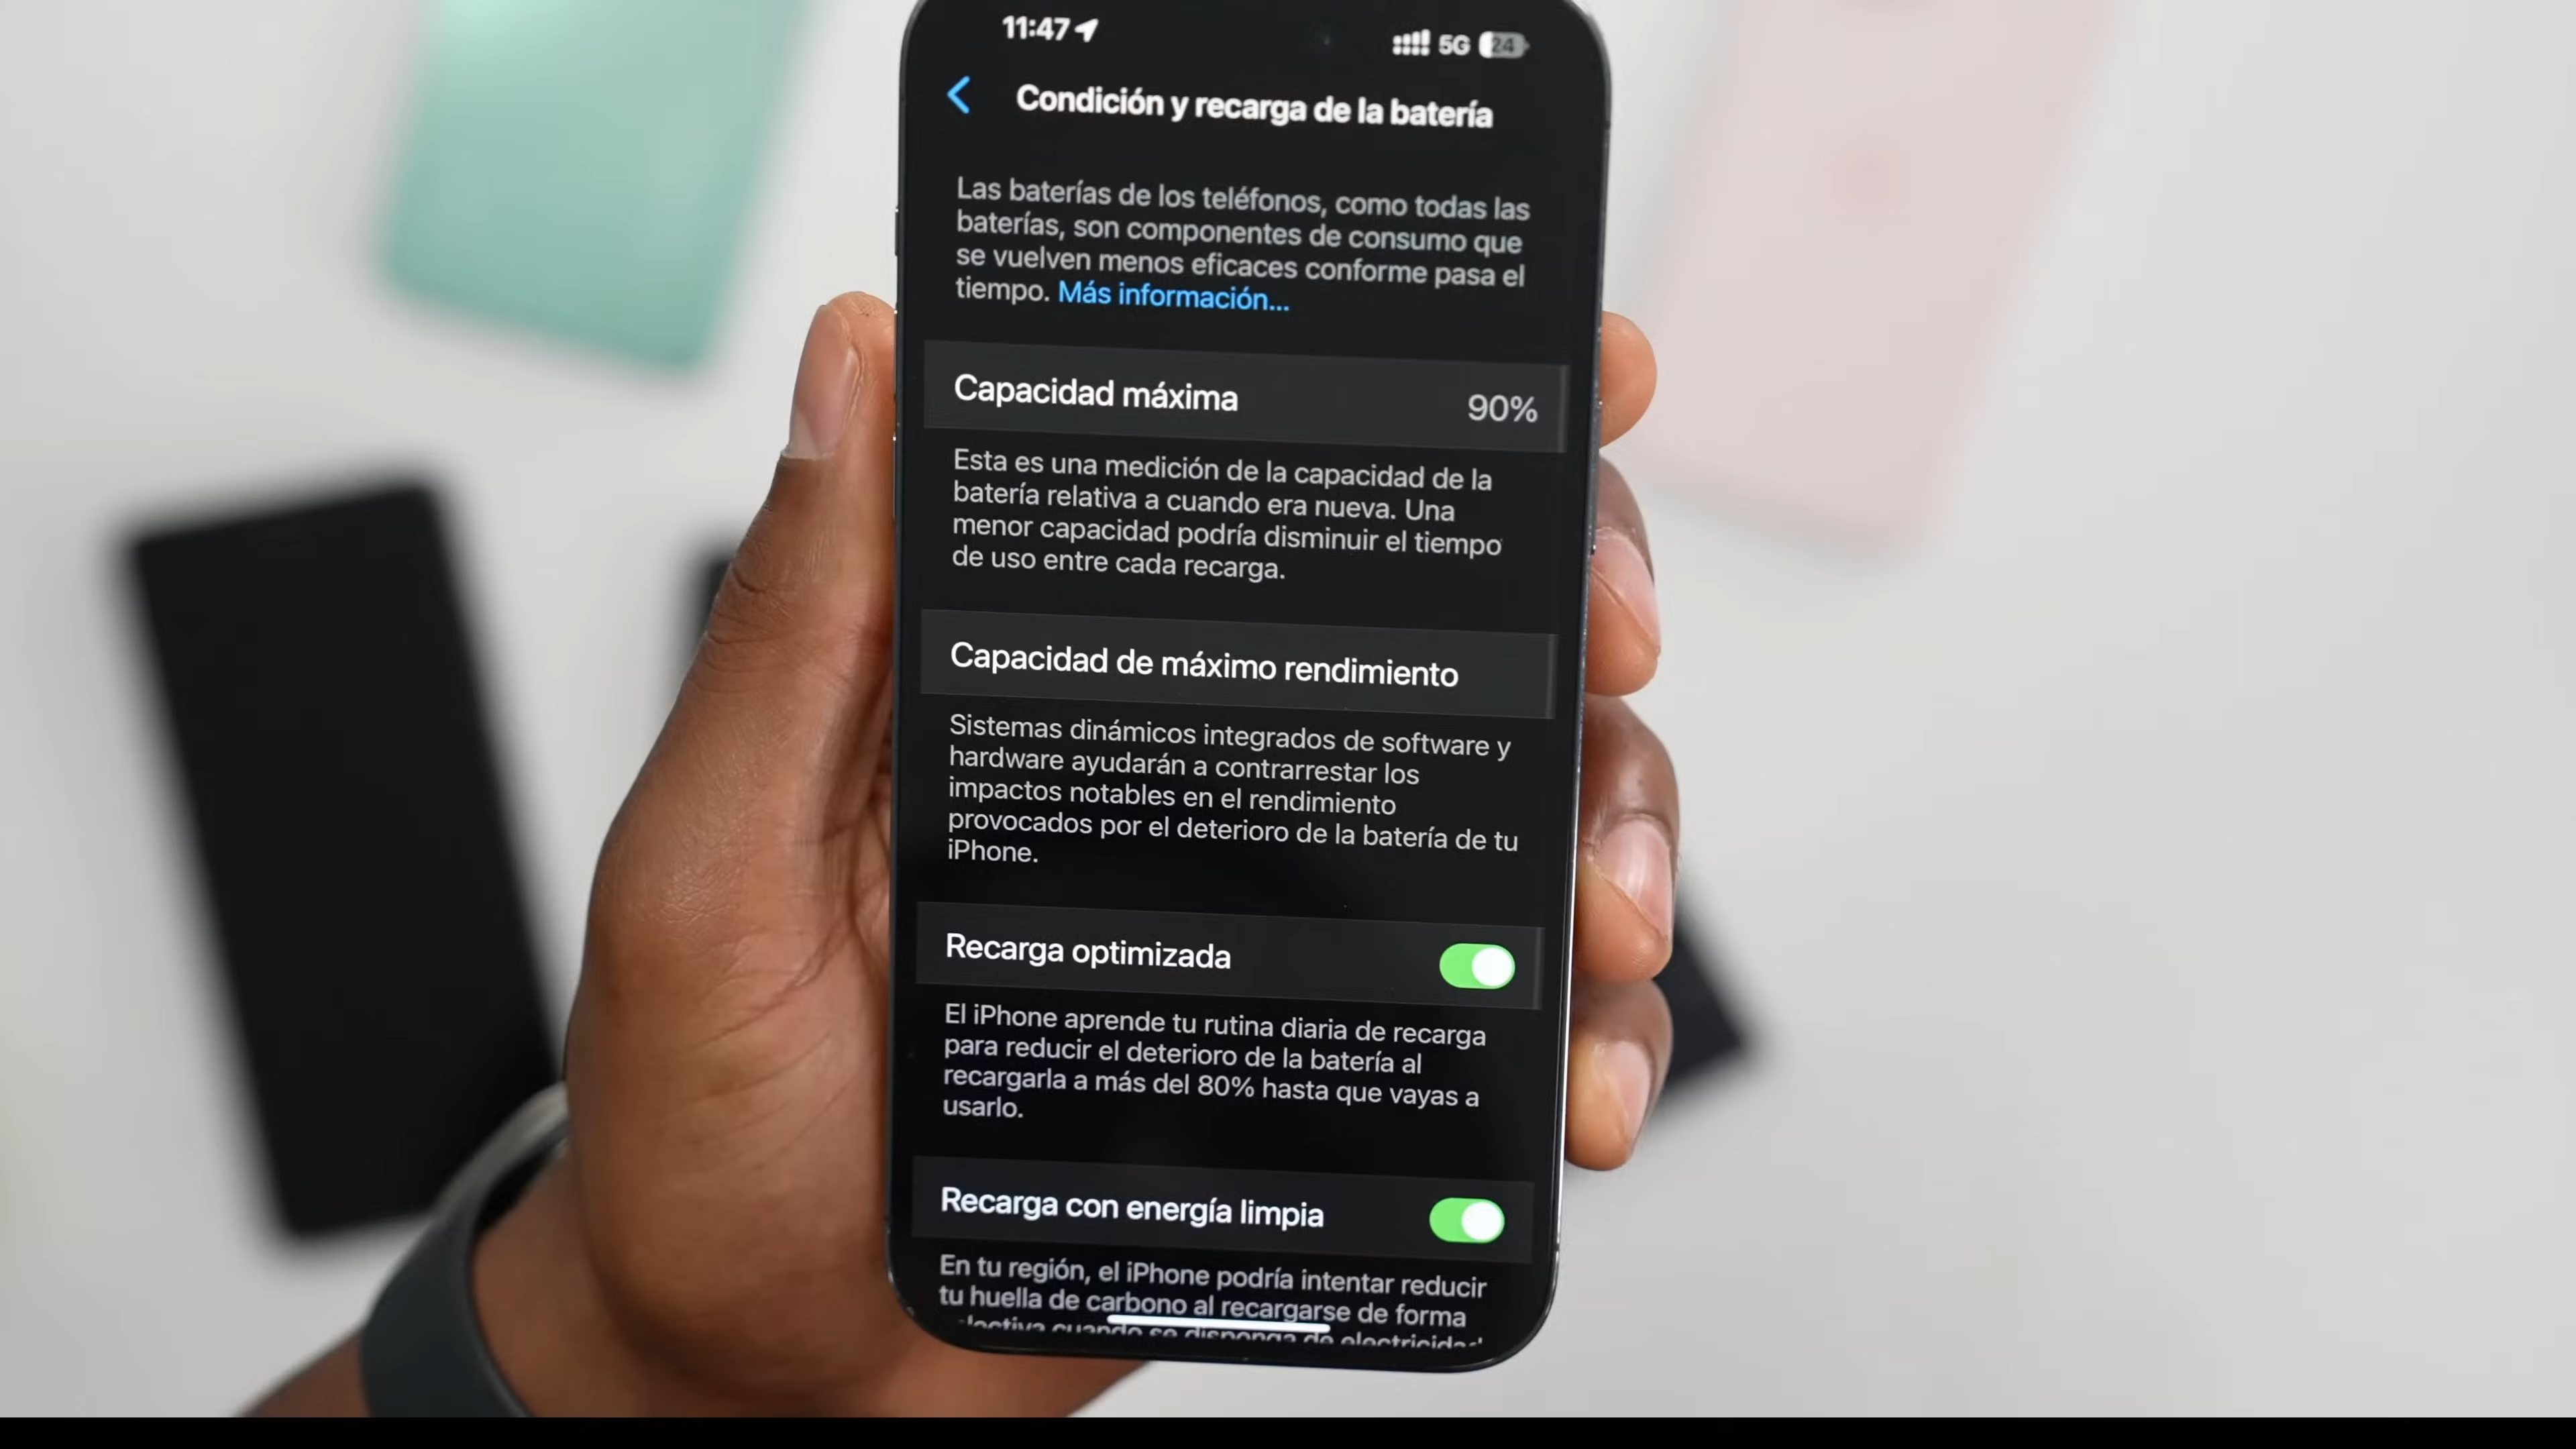 11:47 5G 24
Condición y recarga de la batería
Las baterías de los teléfonos, como todas las
baterías, son componentes de consumo que
se vuelven menos eficaces conforme pasa el
tiempo. Más información...
Capacidad máxima 90%
Esta es una medición de la capacidad de la
batería relativa a cuando era nueva. Una
menor capacidad podría disminuir el tiempo
de uso entre cada recarga.
Capacidad de máximo rendimiento
Sistemas dinámicos integrados de software y
hardware ayudarán a contrarrestar los
impactos notables en el rendimiento
provocados por el deterioro de la batería de tu
iPhone.
Recarga optimizada
El iPhone aprende tu rutina diaria de recarga
para reducir el deterioro de la batería al
recargarla a más del 80% hasta que vayas a
usarlo.
Recarga con energía limpia
En tu región, el iPhone podría intentar reducir
tu huella de carbono al recargarse de forma
cuando se disponga de